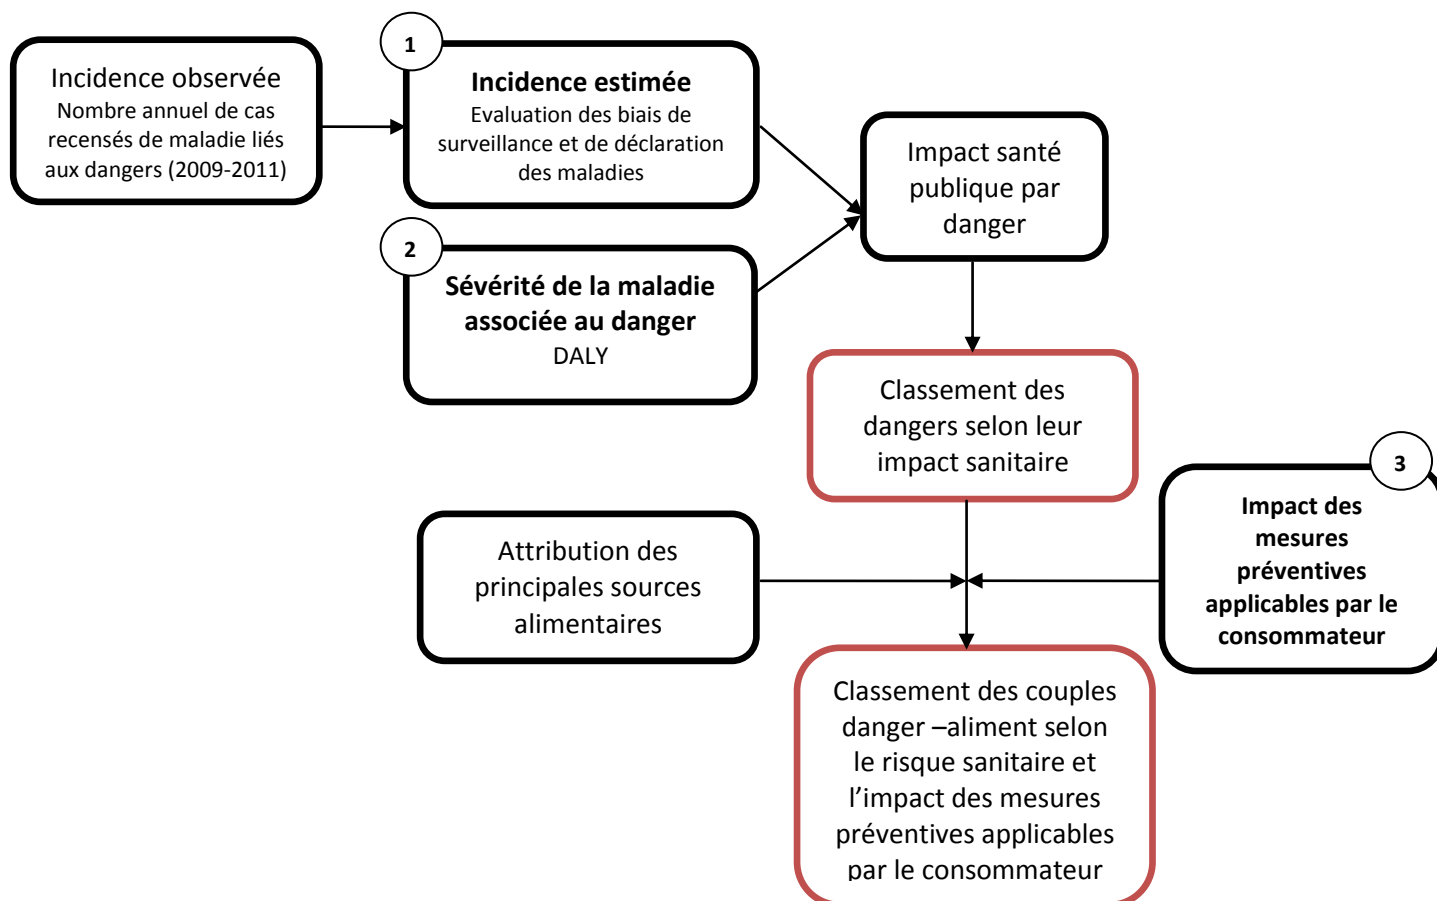 Incidence observée
Nombre annuel de cas
recensés de maladie liés
aux dangers (2009-2011)
1
Incidence estimée
Evaluation des biais de
surveillance et de déclaration
des maladies
2
Sévérité de la maladie
associée au danger
DALY
Impact santé
publique par
danger
Classement des
dangers selon leur
impact sanitaire
3
Impact des
mesures
préventives
applicables par le
consommateur
Attribution des
principales sources
alimentaires
Classement des couples
danger –aliment selon
le risque sanitaire et
l’impact des mesures
préventives applicables
par le consommateur